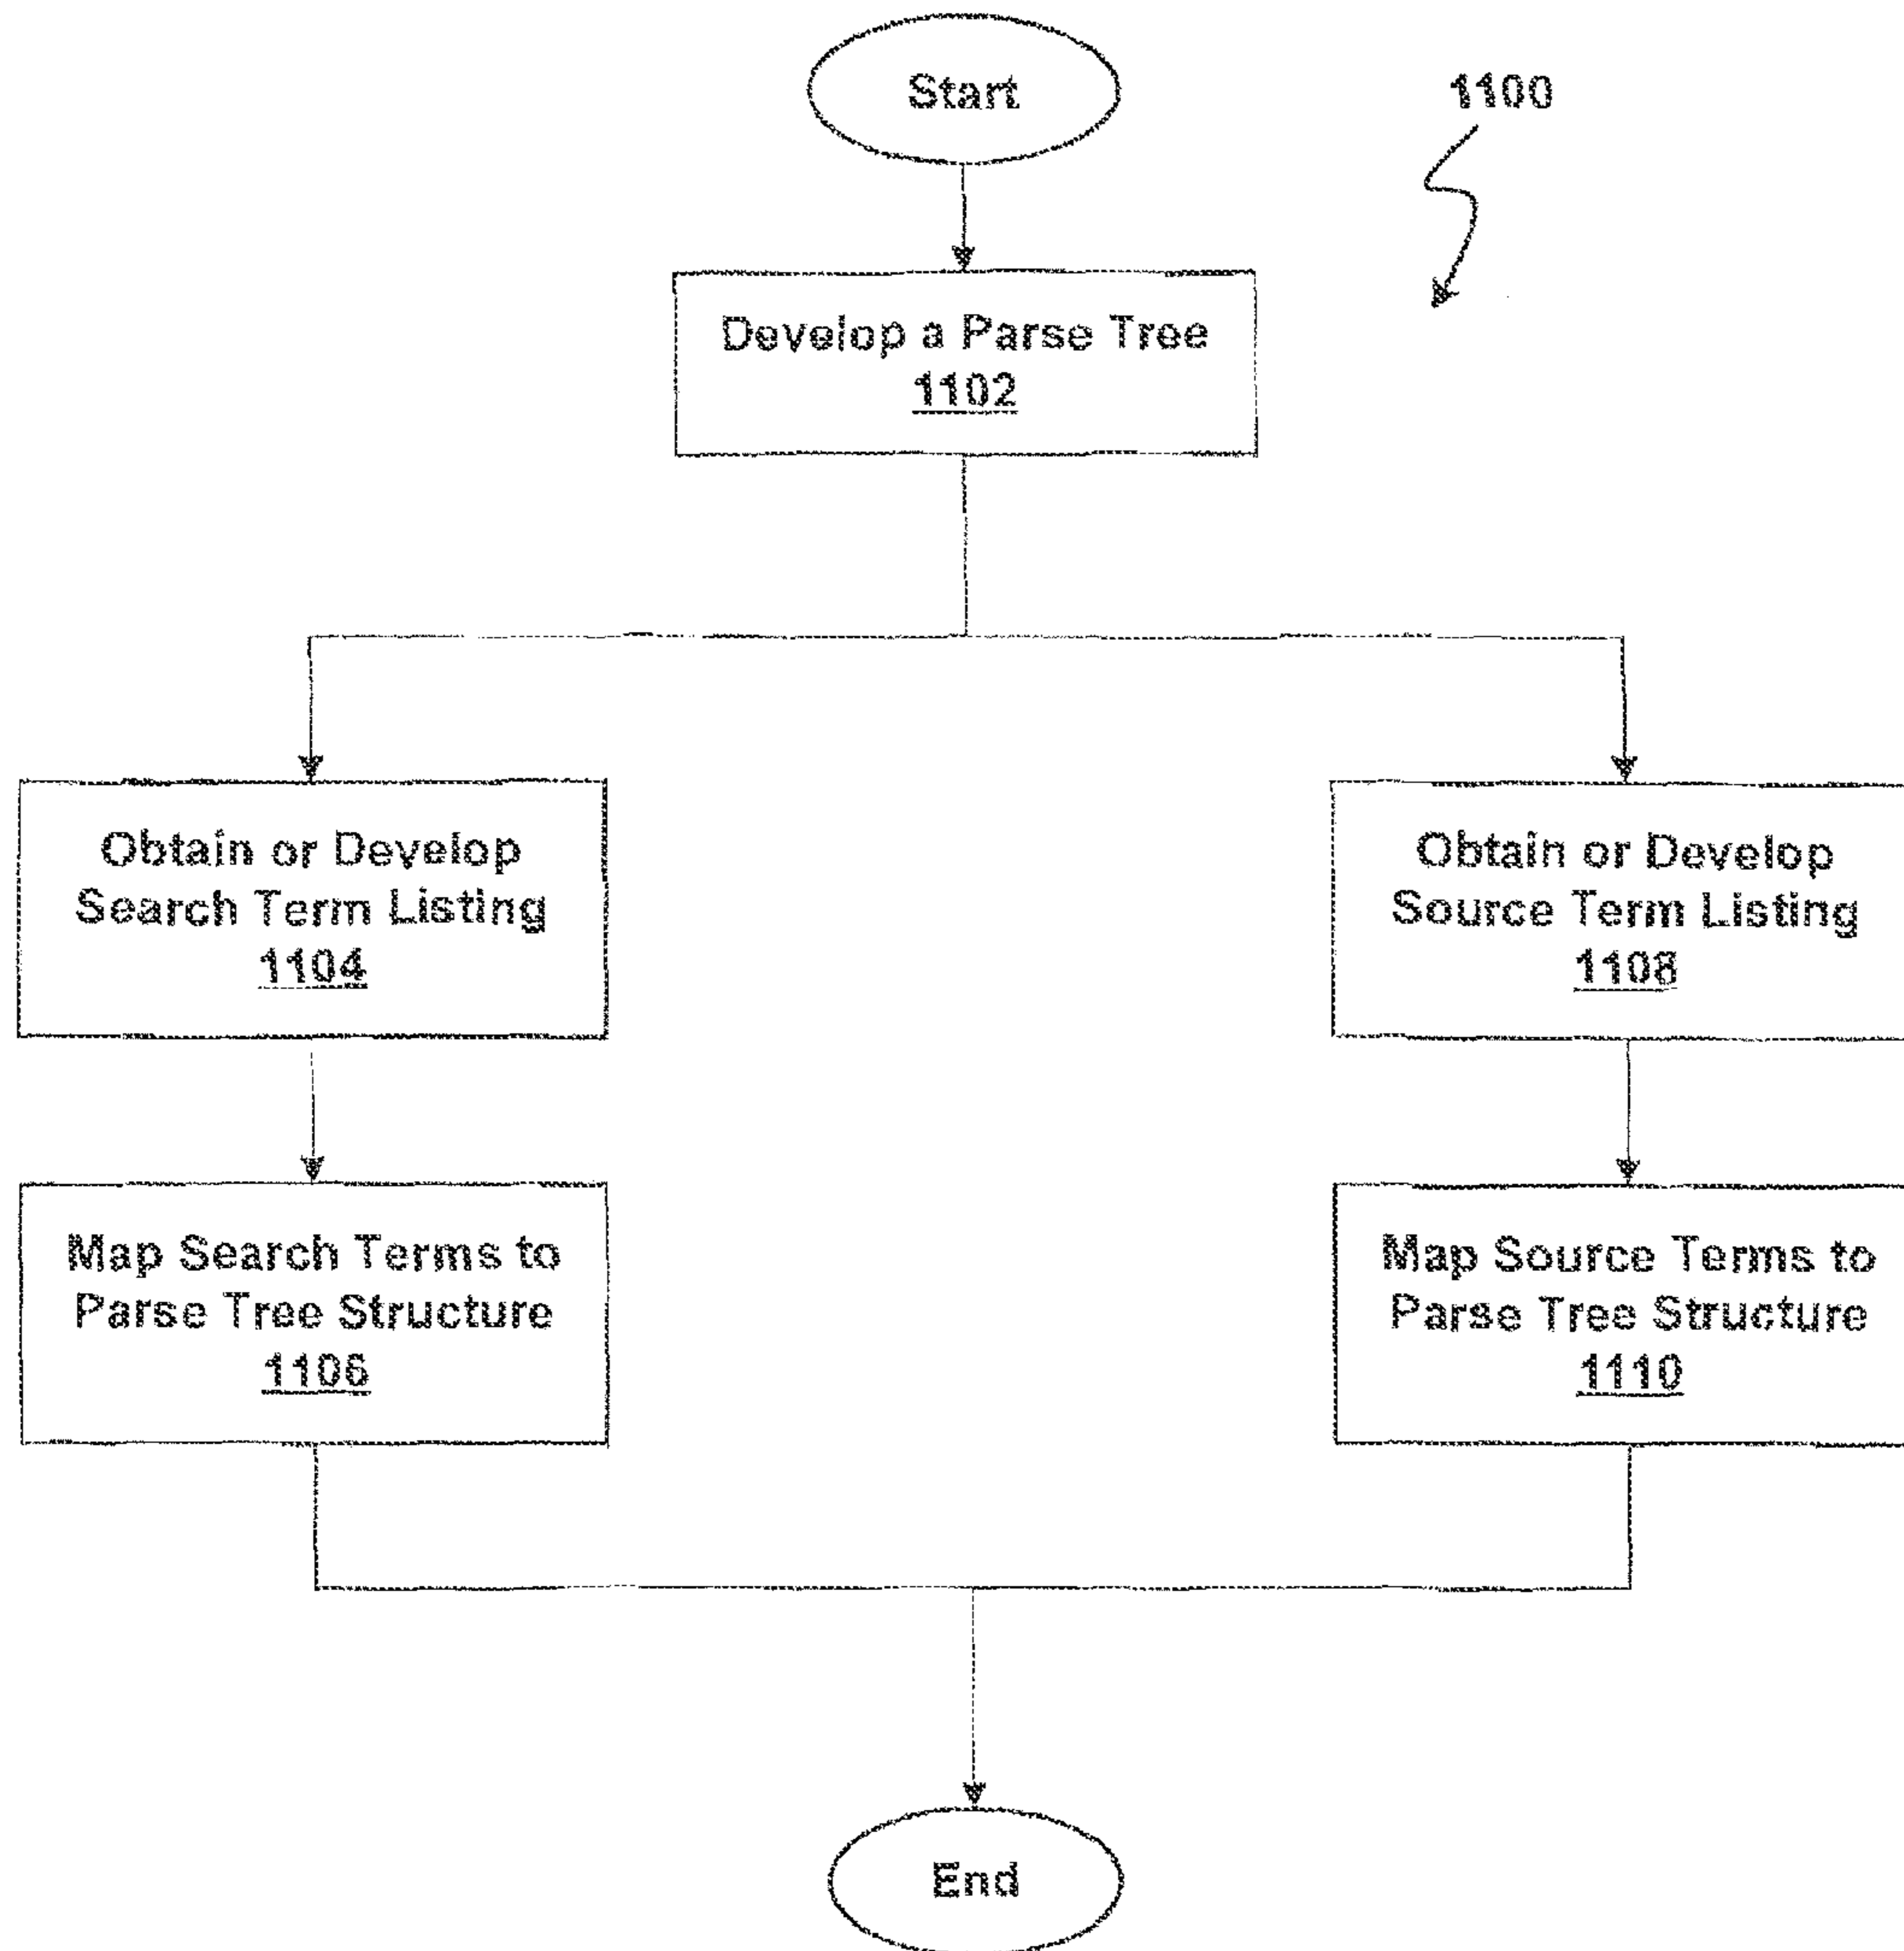 Start
1100
Develop a Parse Tree
1102
Obtain or Develop
Search Term Listing
1104
Obtain or Develop
Source Term Listing
1108
Map Search Terms to
Parse Tree Structure
1106
Map Source Terms to
Parse Tree Structure
1110
End